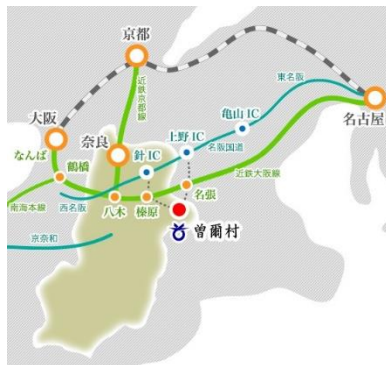 京都
近鉄京都線
東名阪
大阪
名古屋
なんば
奈良
亀山IC
上野IC
針IC
名阪国道
鶴橋
近鉄大阪線
名張
南海本線
西名阪
八木
榛原
曽爾村
京奈和